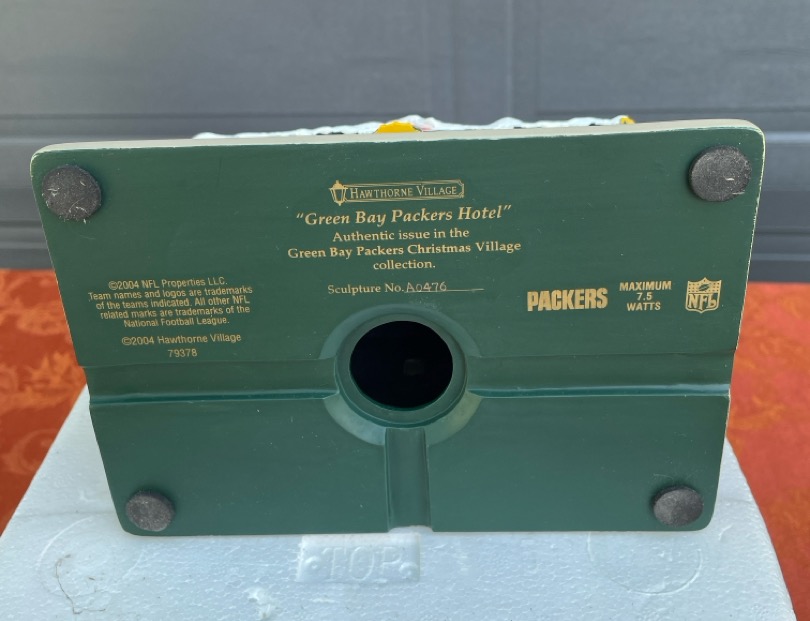 HAWTHORNE VILLAGE
"Green Bay Packers Hotel"
Authentic issue in the
Green Bay Packers Christmas Village
collection.
Sculpture No. A0476
©2004 NFL Properties LLC.
Team names and logos are trademarks
of the teams indicated. All other NFL
related marks are trademarks of the
National Football League.
©2004 Hawthorne Village
79378
PACKERS
MAXIMUM
7.5
WATTS
NFL
TOP